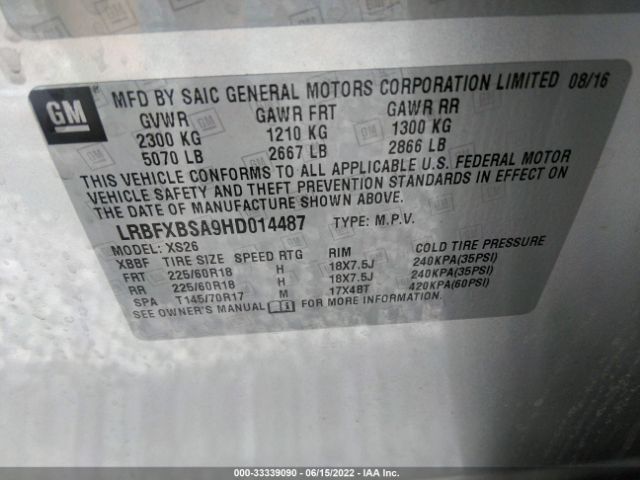 GM
MFD BY SAIC GENERAL MOTORS CORPORATION LIMITED 08/16
GVWR GAWR FRT GAWR RR
2300 KG 1210 KG 1300 KG
5070 LB 2667 LB 2866 LB
THIS VEHICLE CONFORMS TO ALL APPLICABLE U.S. FEDERAL MOTOR
VEHICLE SAFETY AND THEFT PREVENTION STANDARDS IN EFFECT ON
THE DATE OF MANUFACTURE SHOWN ABOVE.
LRBFXBSA9HD014487 TYPE: M.P.V.
MODEL: XS26
XBBF TIRE SIZE SPEED RTG RIM COLD TIRE PRESSURE
FRT 225/60R18 H 18X7.5J 240KPA(35PSI)
RR 225/60R18 H 18X7.5J 240KPA(35PSI)
SPA T145/70R17 M 17X4BT 420KPA(60PSI)
SEE OWNER'S MANUAL FOR MORE INFORMATION.
000-33339090 - 06/15/2022 - IAA Inc.